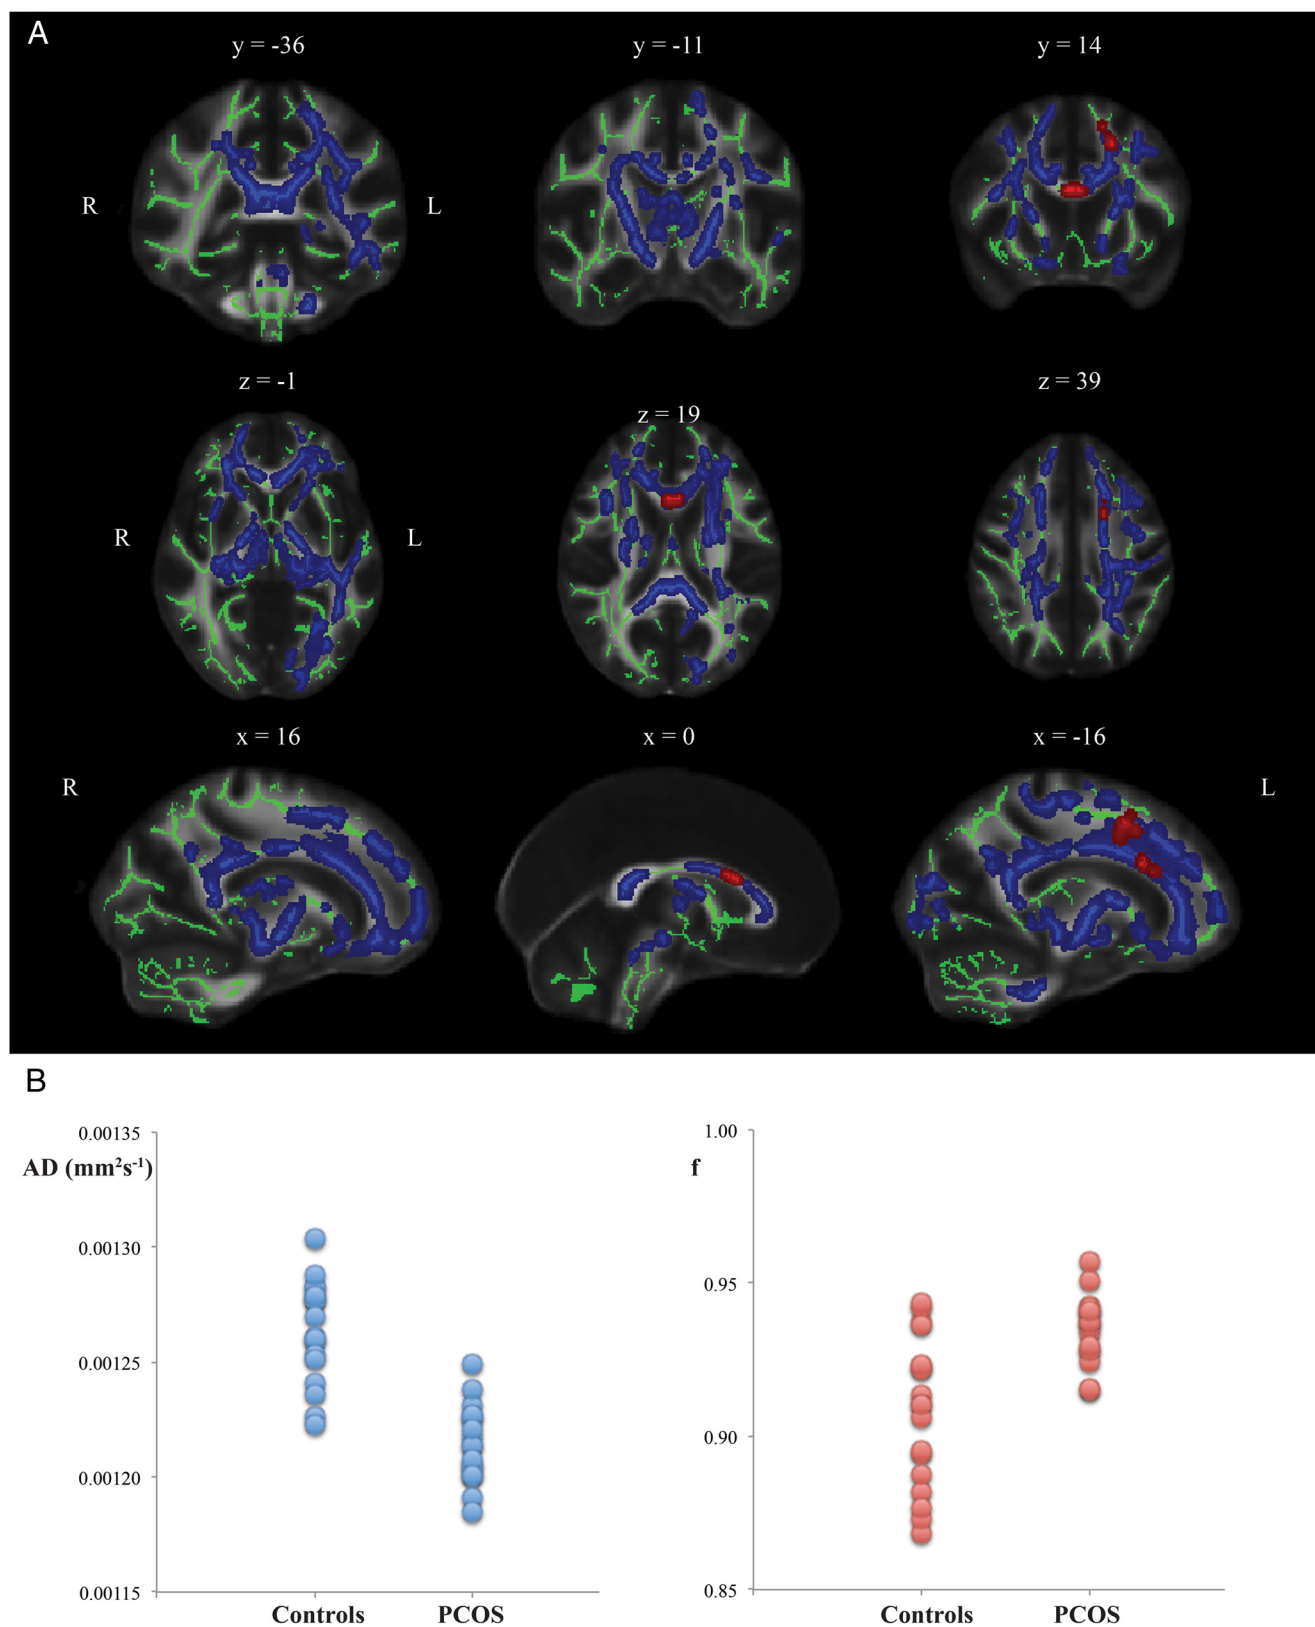 A
y = -36
y = -11
y = 14
R
L
z = -1
z = 19
z = 39
R
L
x = 16
x = 0
x = -16
R
L
B
0.00135
AD (mm²s⁻¹)
0.00130
0.00125
0.00120
0.00115
Controls
PCOS
1.00
f
0.95
0.90
0.85
Controls
PCOS